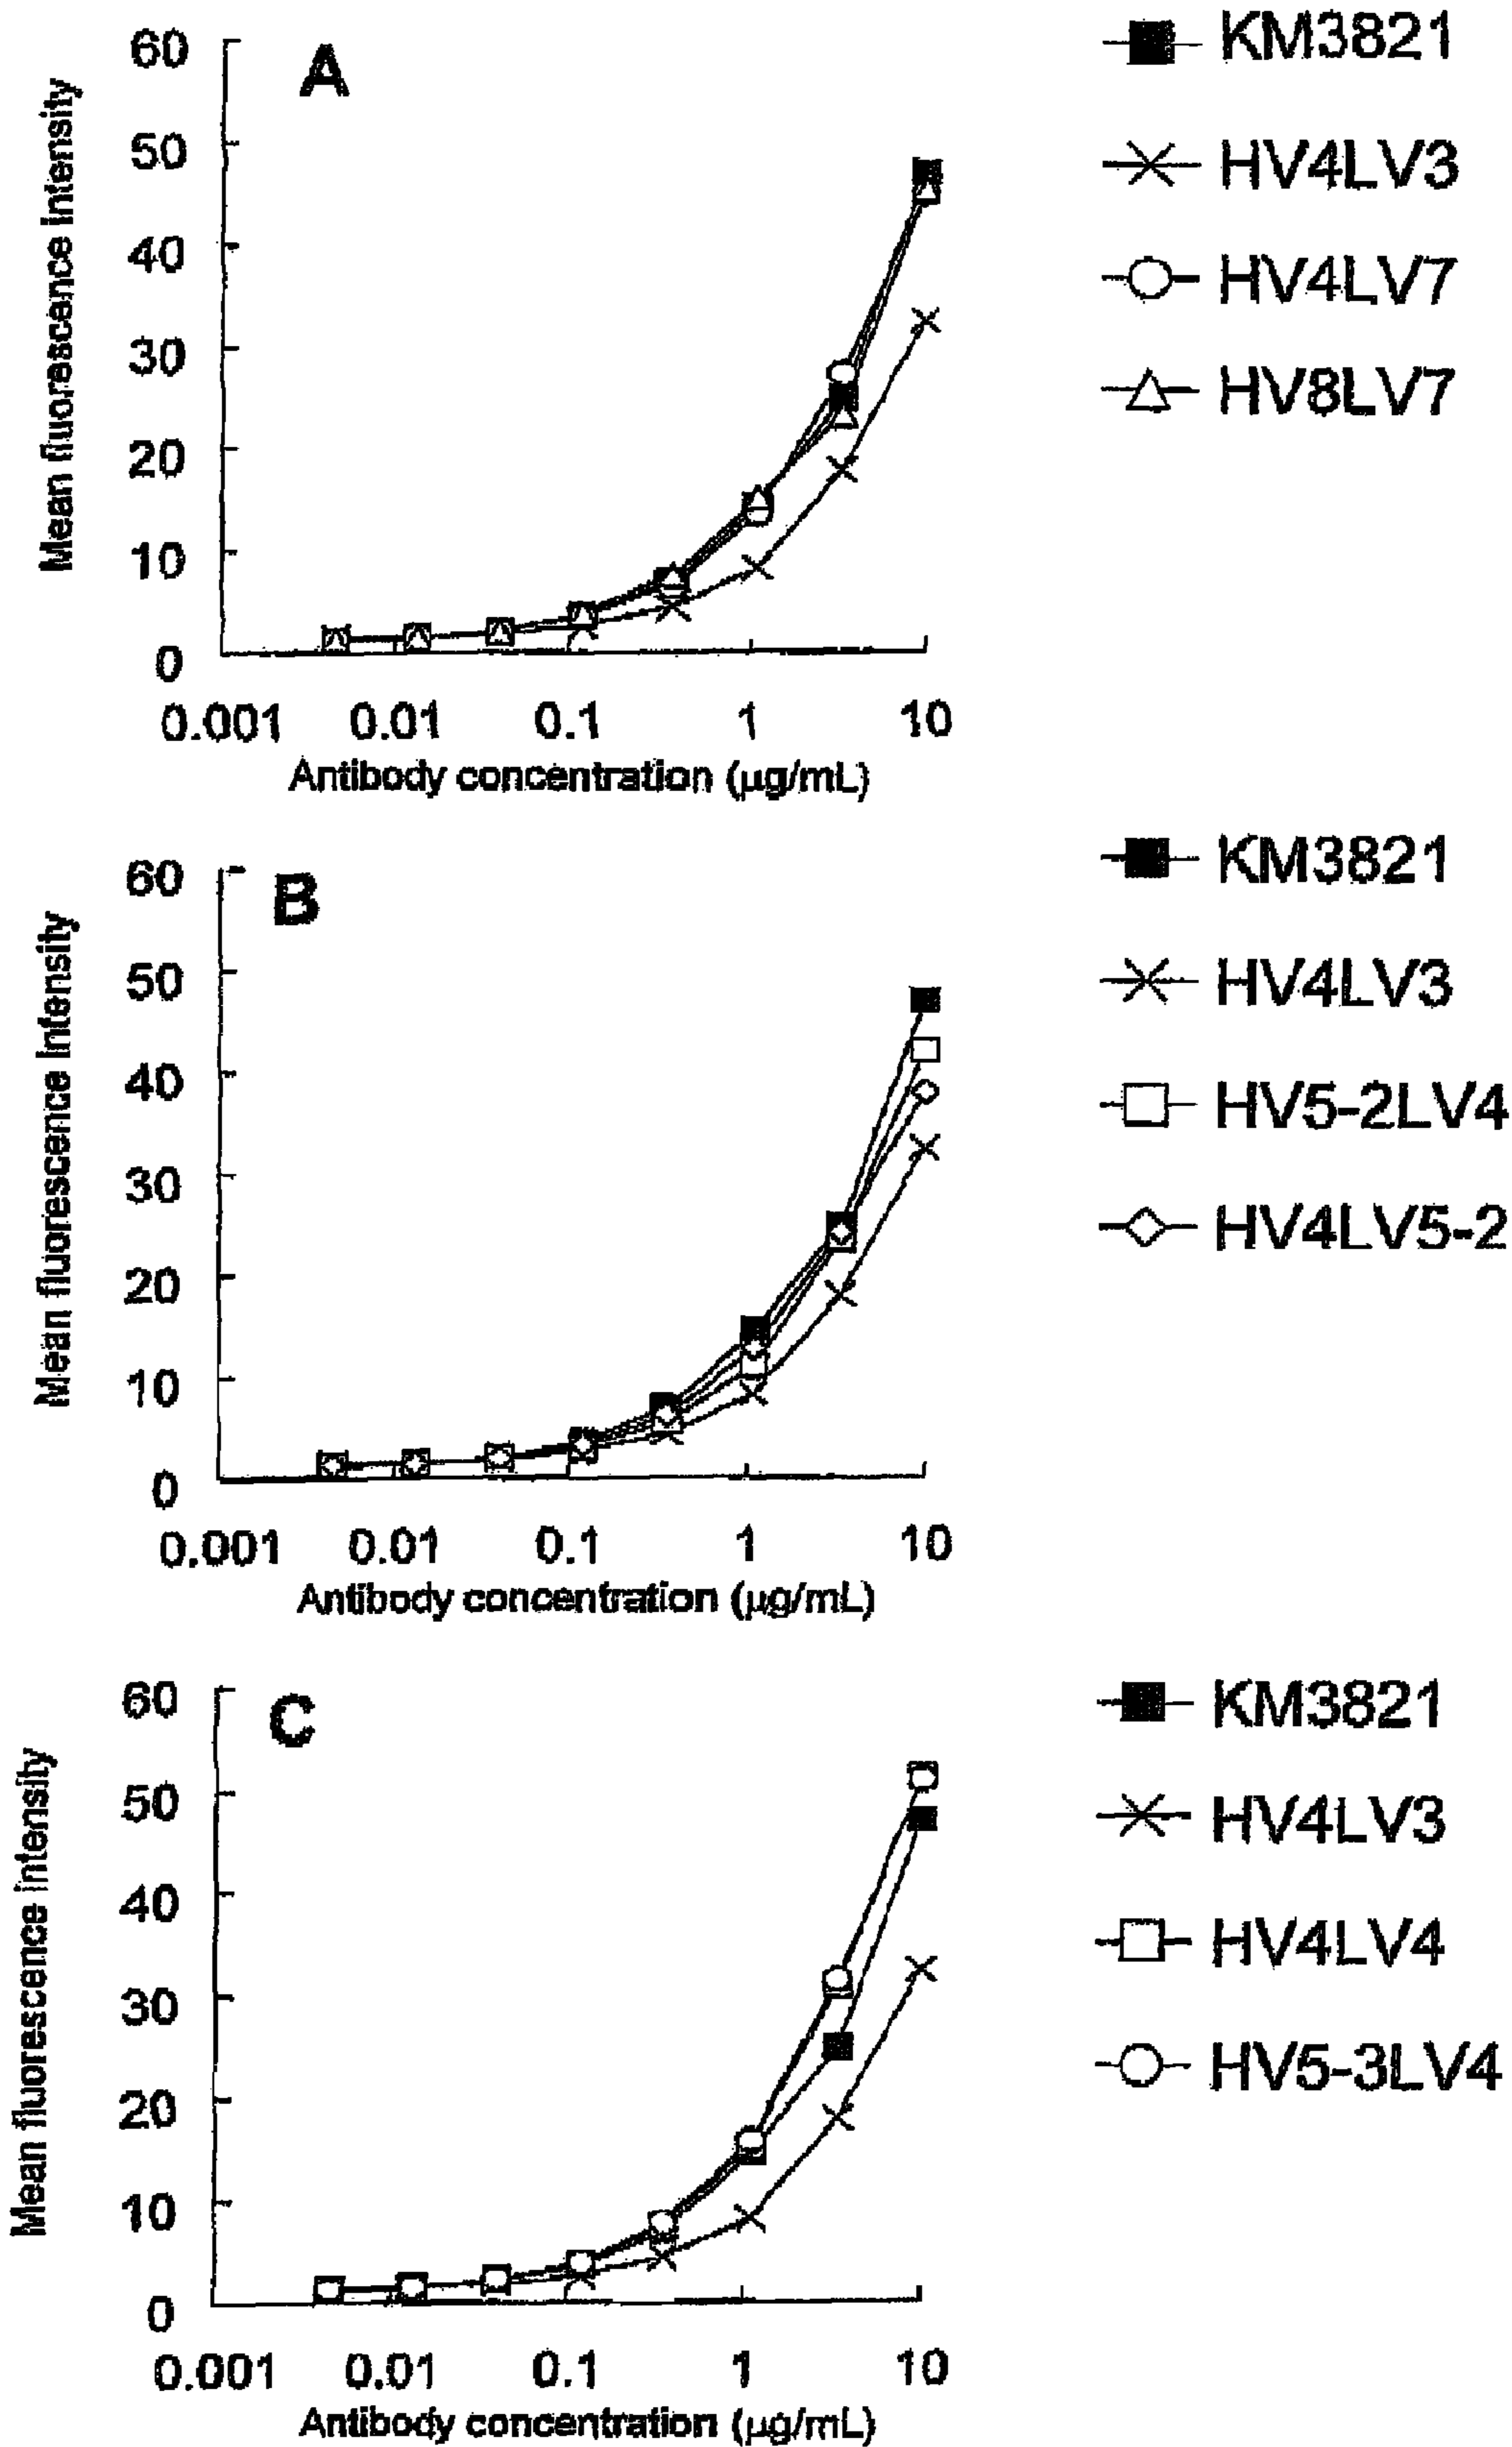 A
Mean fluorescence intensity
60
50
40
30
20
10
0
0.001 0.01 0.1 1 10
Antibody concentration (µg/mL)
KM3821
HV4LV3
HV4LV7
HV8LV7
B
Mean fluorescence intensity
60
50
40
30
20
10
0
0.001 0.01 0.1 1 10
Antibody concentration (µg/mL)
KM3821
HV4LV3
HV5-2LV4
HV4LV5-2
C
Mean fluorescence intensity
60
50
40
30
20
10
0
0.001 0.01 0.1 1 10
Antibody concentration (µg/mL)
KM3821
HV4LV3
HV4LV4
HV5-3LV4